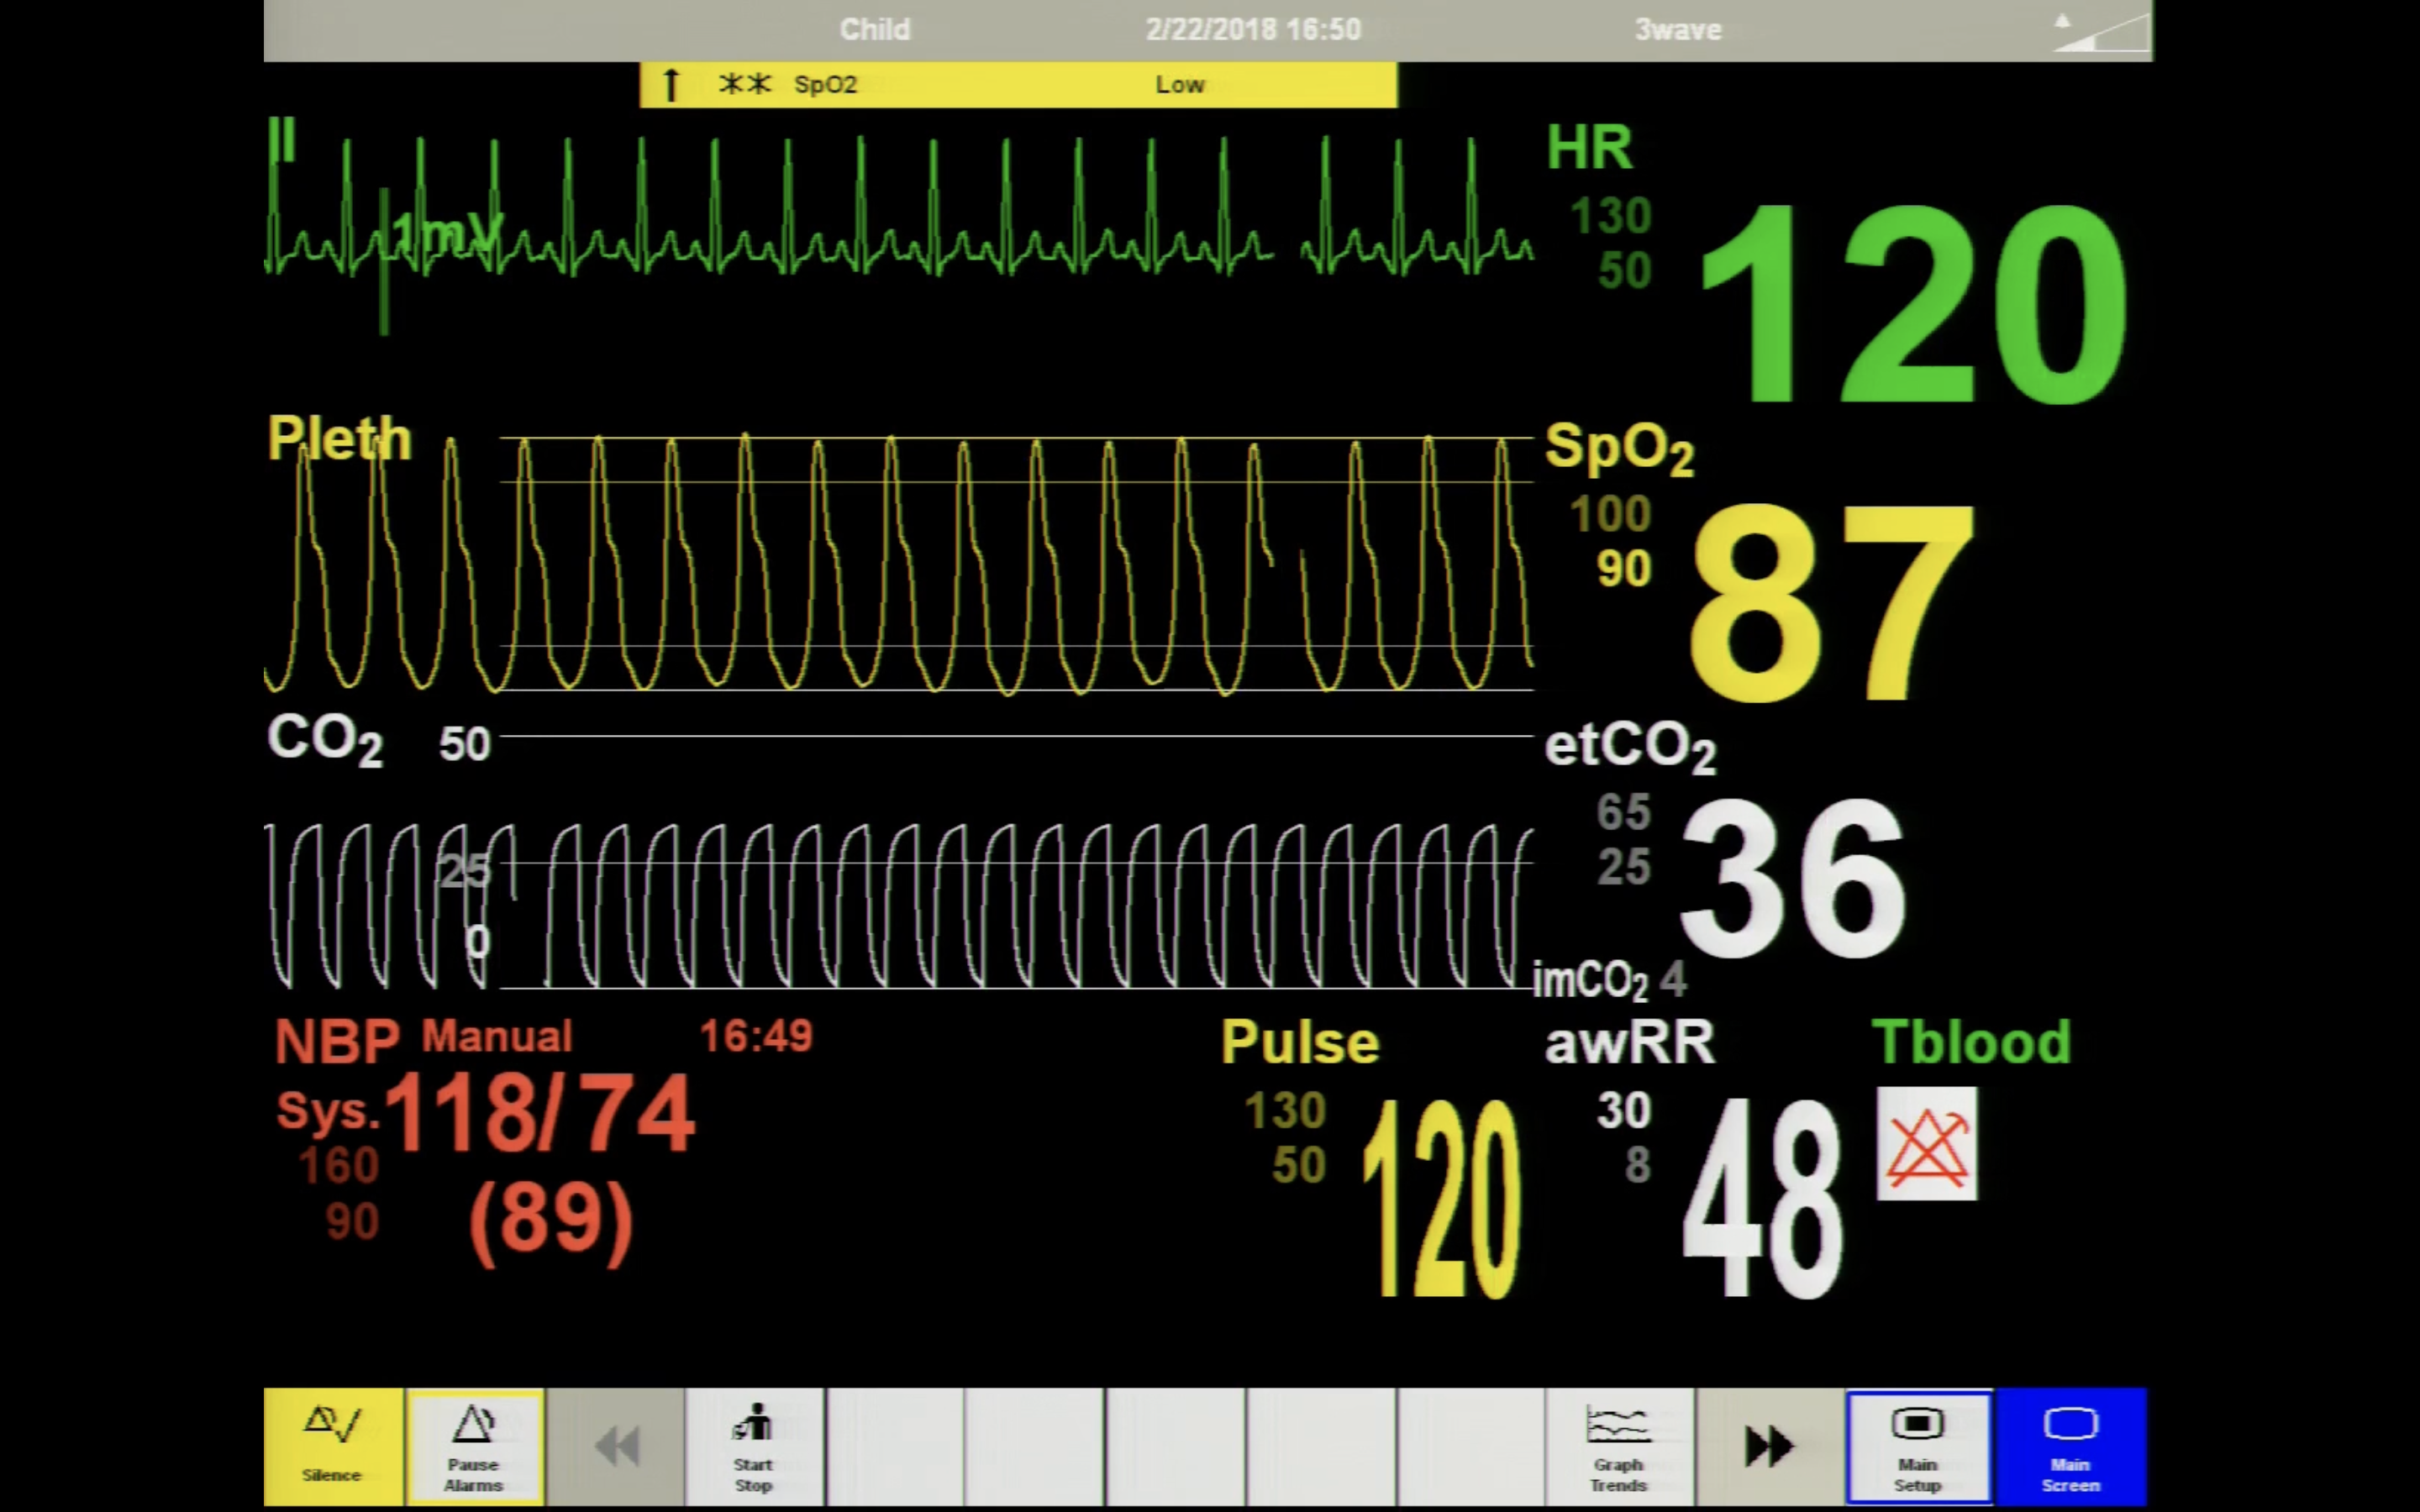 Child 2/22/2018 16:50 3wave
** SpO2 Low
II
1mV
HR
130
50
120
Pleth
SpO2
100
90
87
CO2 50
25
0
etCO2
65
25
36
imCO2 4
NBP Manual 16:49
Sys. 118/74
160
90
(89)
Pulse
130
50
120
awRR
30
8
48
Tblood
Silence
Pause
Alarms
Start
Stop
Graph
Trends
Main
Setup
Main
Screen